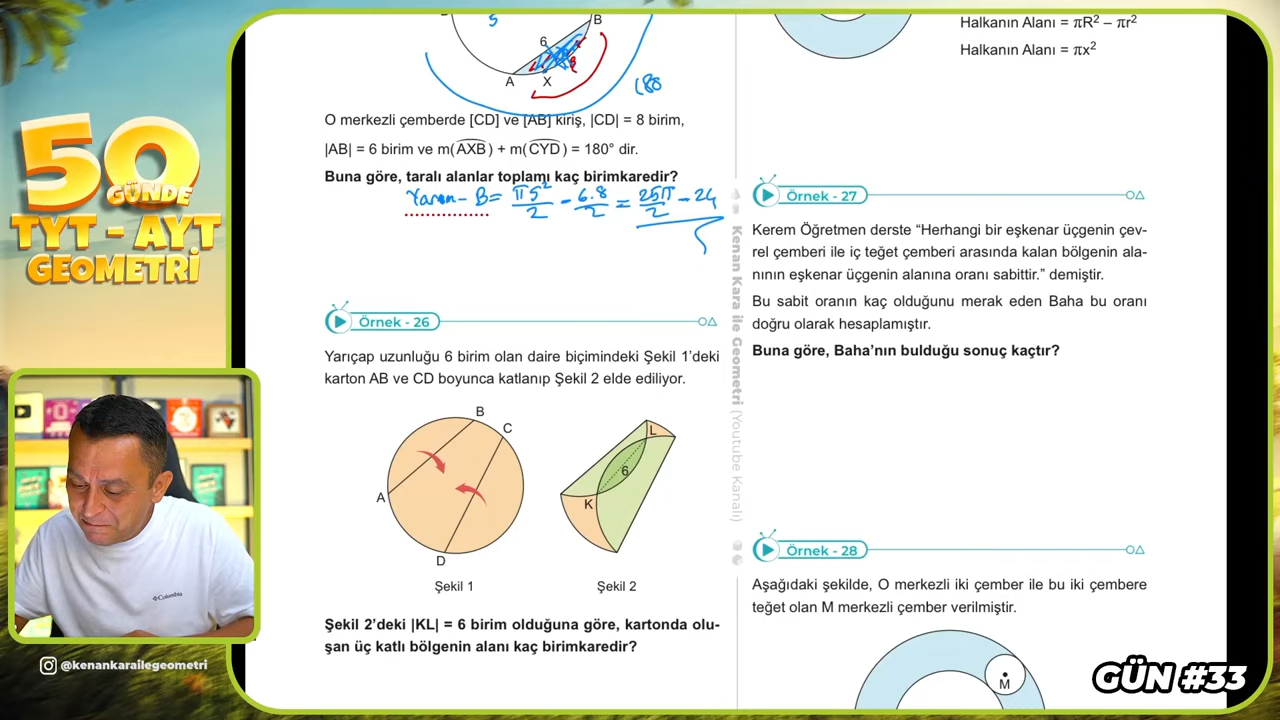 50
GÜNDE
TYT - AYT
GEOMETRİ
B
5
6
8
A
X
180
O merkezli çemberde [CD] ve [AB] kiriş, |CD| = 8 birim,
|AB| = 6 birim ve m(AXB) + m(CYD) = 180° dir.
Buna göre, taralı alanlar toplamı kaç birimkaredir?
= π5²/2 - 6.8/2 = 25π/2 - 24
Örnek - 26
Yarıçap uzunluğu 6 birim olan daire biçimindeki Şekil 1'deki
karton AB ve CD boyunca katlanıp Şekil 2 elde ediliyor.
B
C
A
D
Şekil 1
L
6
K
Şekil 2
Şekil 2'deki |KL| = 6 birim olduğuna göre, kartonda olu-
şan üç katlı bölgenin alanı kaç birimkaredir?
Kenan Kara ile Geometri (Youtube Kanalı)
Halkanın Alanı = πR² – πr²
Halkanın Alanı = πx²
Örnek - 27
Kerem Öğretmen derste “Herhangi bir eşkenar üçgenin çev-
rel çemberi ile iç teğet çemberi arasında kalan bölgenin ala-
nının eşkenar üçgenin alanına oranı sabittir.” demiştir.
Bu sabit oranın kaç olduğunu merak eden Baha bu oranı
doğru olarak hesaplamıştır.
Buna göre, Baha’nın bulduğu sonuç kaçtır?
Örnek - 28
Aşağıdaki şekilde, O merkezli iki çember ile bu iki çembere
teğet olan M merkezli çember verilmiştir.
M
Columbia
@kenankarailegeometri
GÜN #33